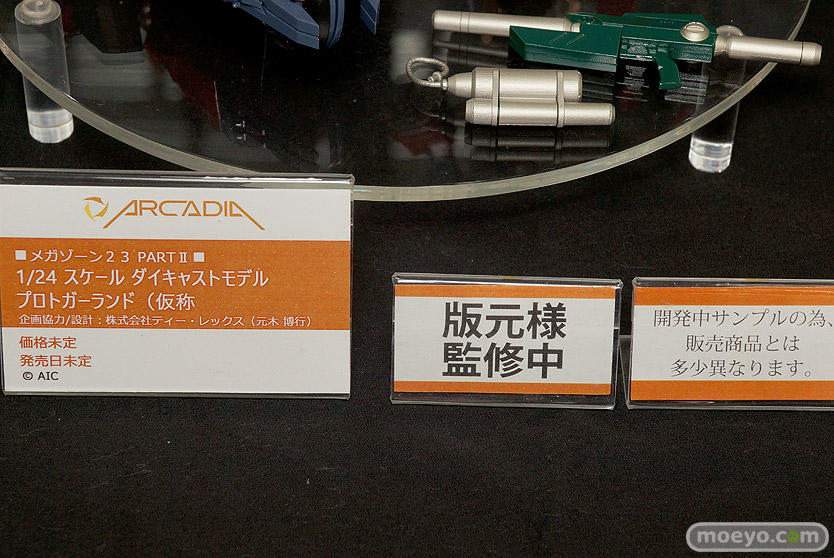 ARCADIA
■メガゾーン23 PARTⅡ■
1/24 スケール ダイキャストモデル
プロトガーランド（仮称
企画協力/設計：株式会社ティー・レックス（元木 博行）
価格未定
発売日未定
© AIC
版元様
監修中
開発中サンプルの為、
販売商品とは
多少異なります。
moeyo.com